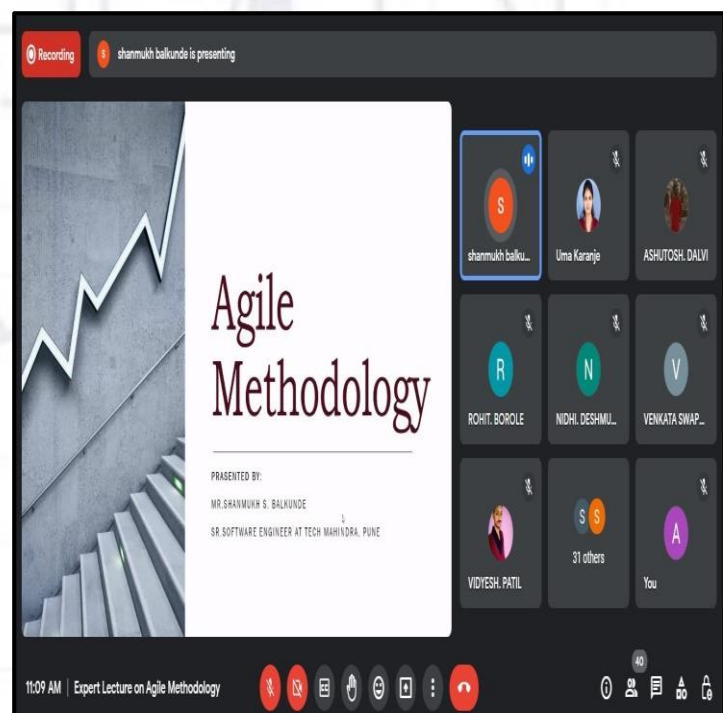 Recording
S
shanmukh balkunde is presenting
Agile
Methodology
PRASENTED BY:
MR.SHANMUKH S. BALKUNDE
SR.SOFTWARE ENGINEER AT TECH MAHINDRA, PUNE
S
shanmukh balku...
Uma Karanje
ASHUTOSH. DALVI
R
ROHIT. BOROLE
N
NIDHI. DESHMU...
V
VENKATA SWAP...
VIDYESH. PATIL
S S
31 others
A
You
11:09 AM | Expert Lecture on Agile Methodology
40